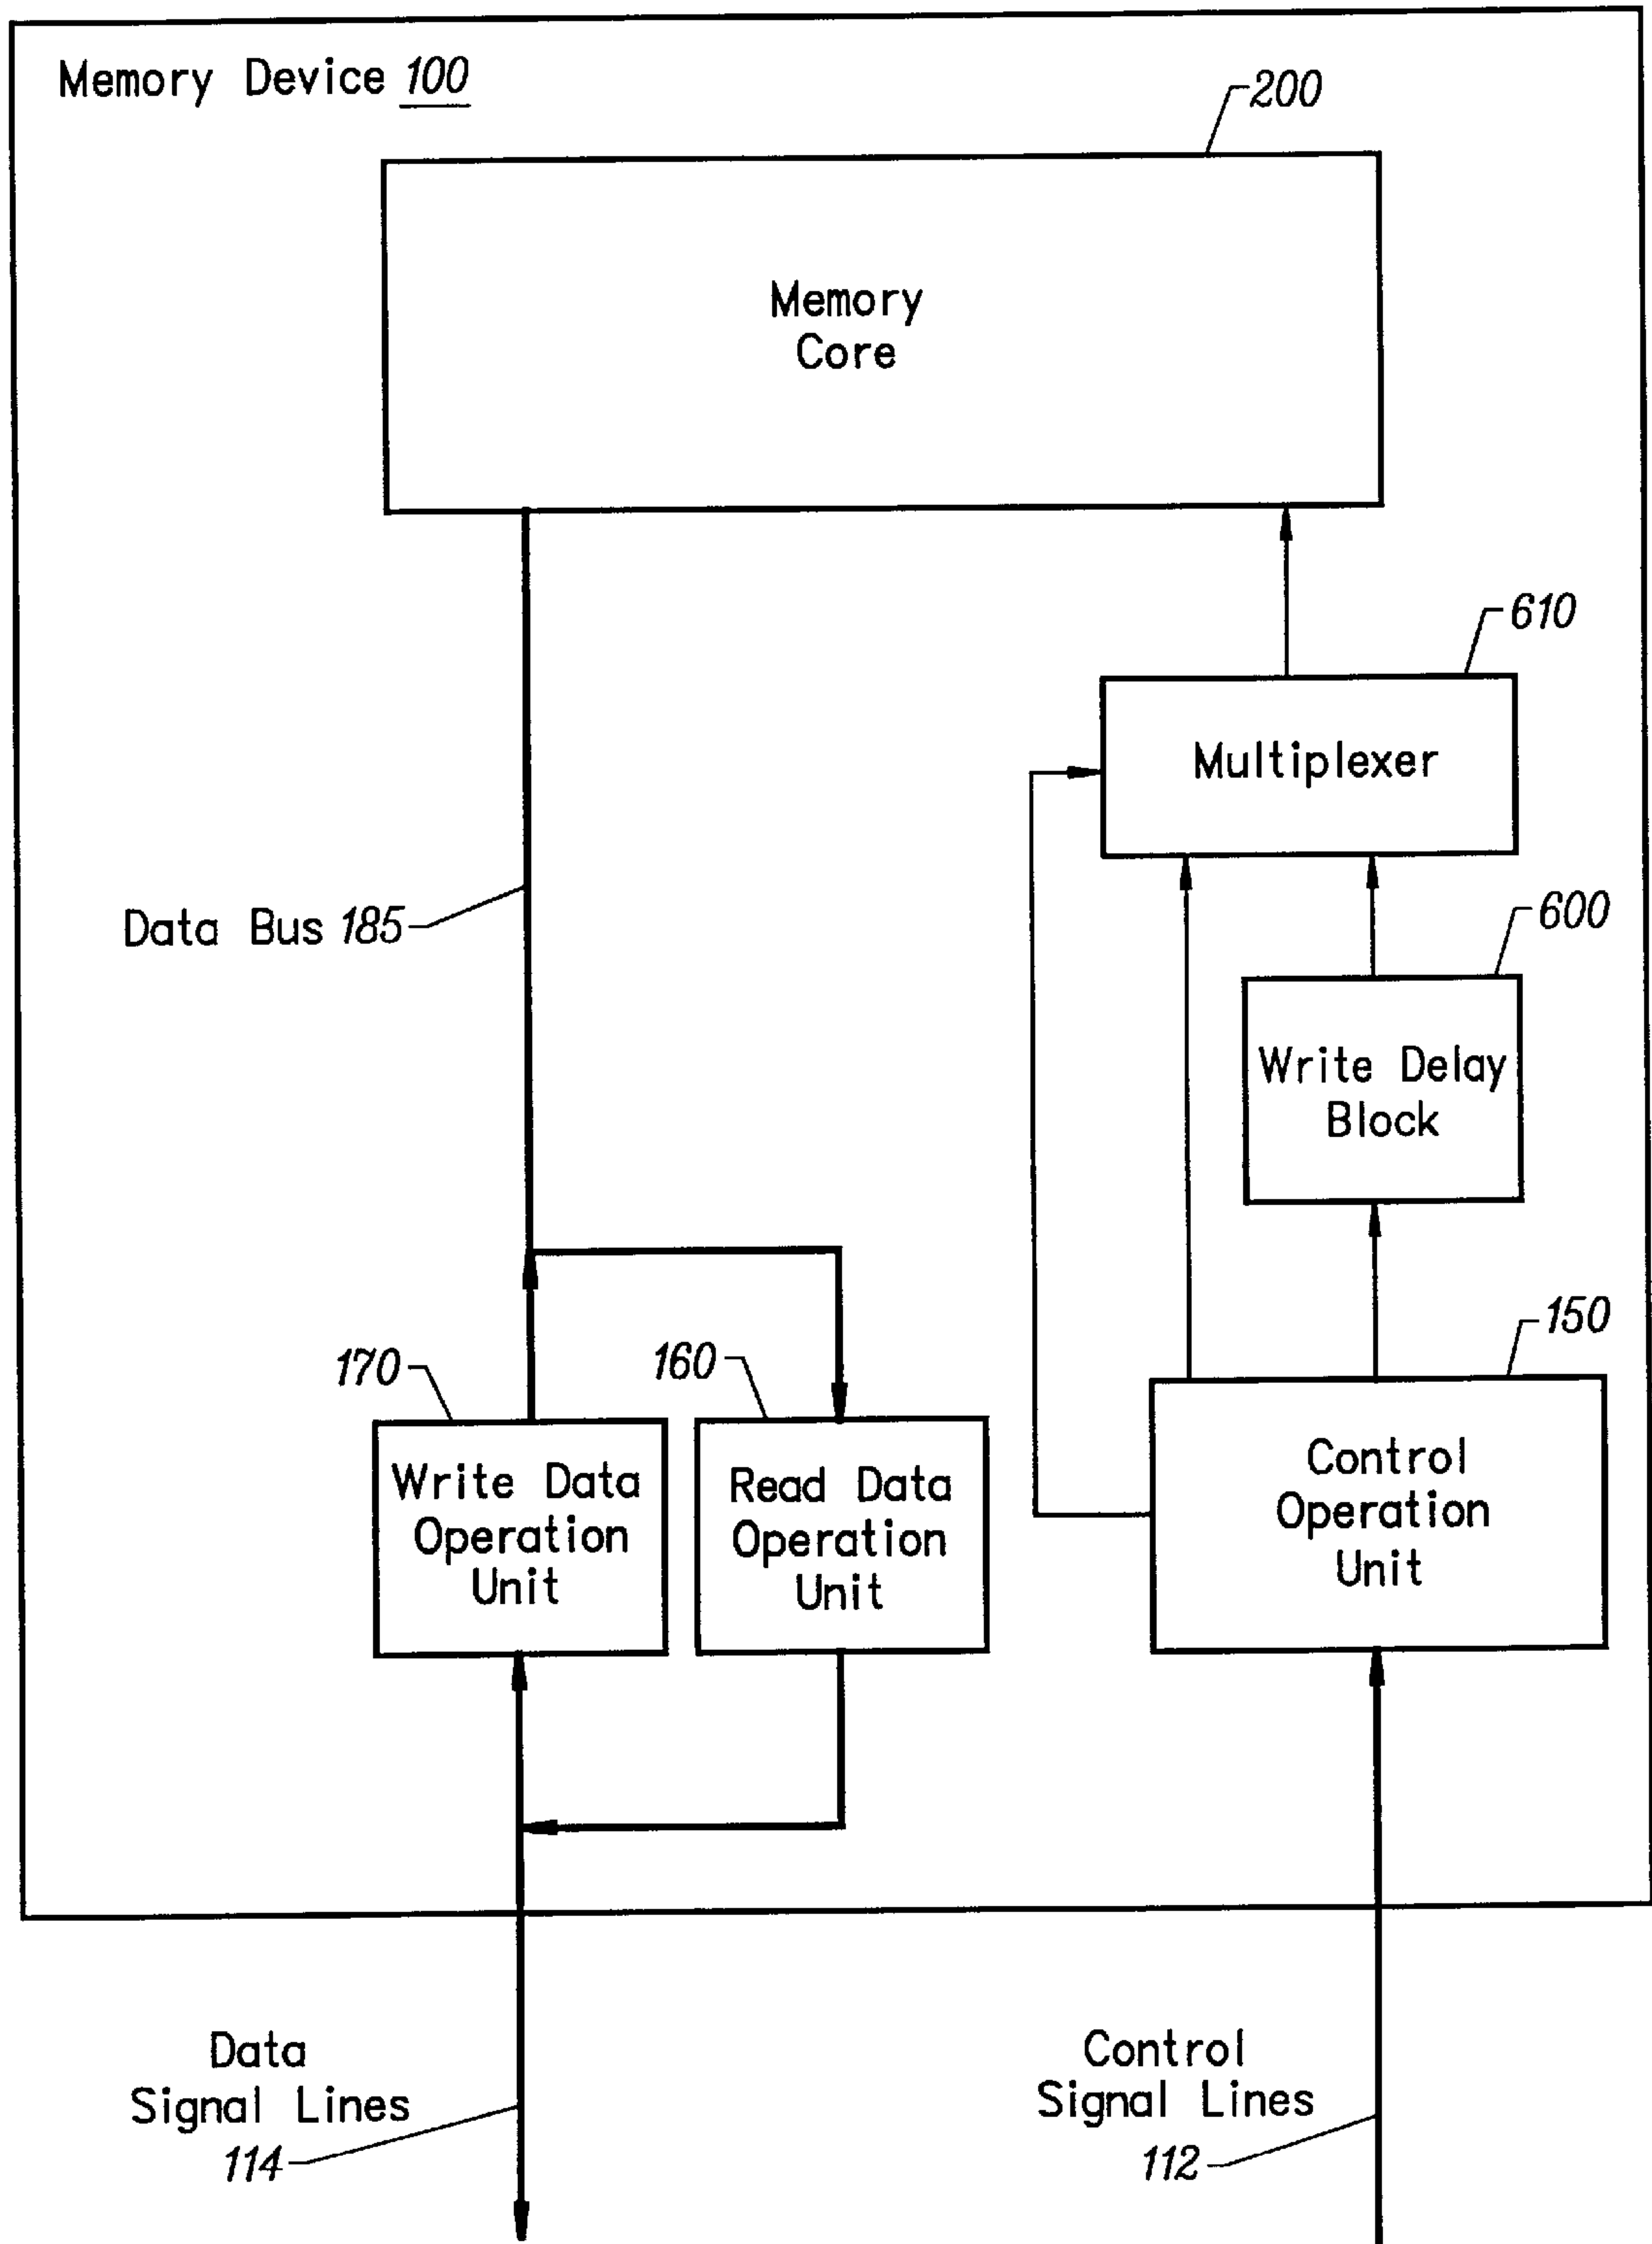 Memory Device 100
200
Memory
Core
610
Multiplexer
Data Bus 185
600
Write Delay
Block
150
170
160
Write Data
Operation
Unit
Read Data
Operation
Unit
Control
Operation
Unit
Data
Signal Lines
114
Control
Signal Lines
112